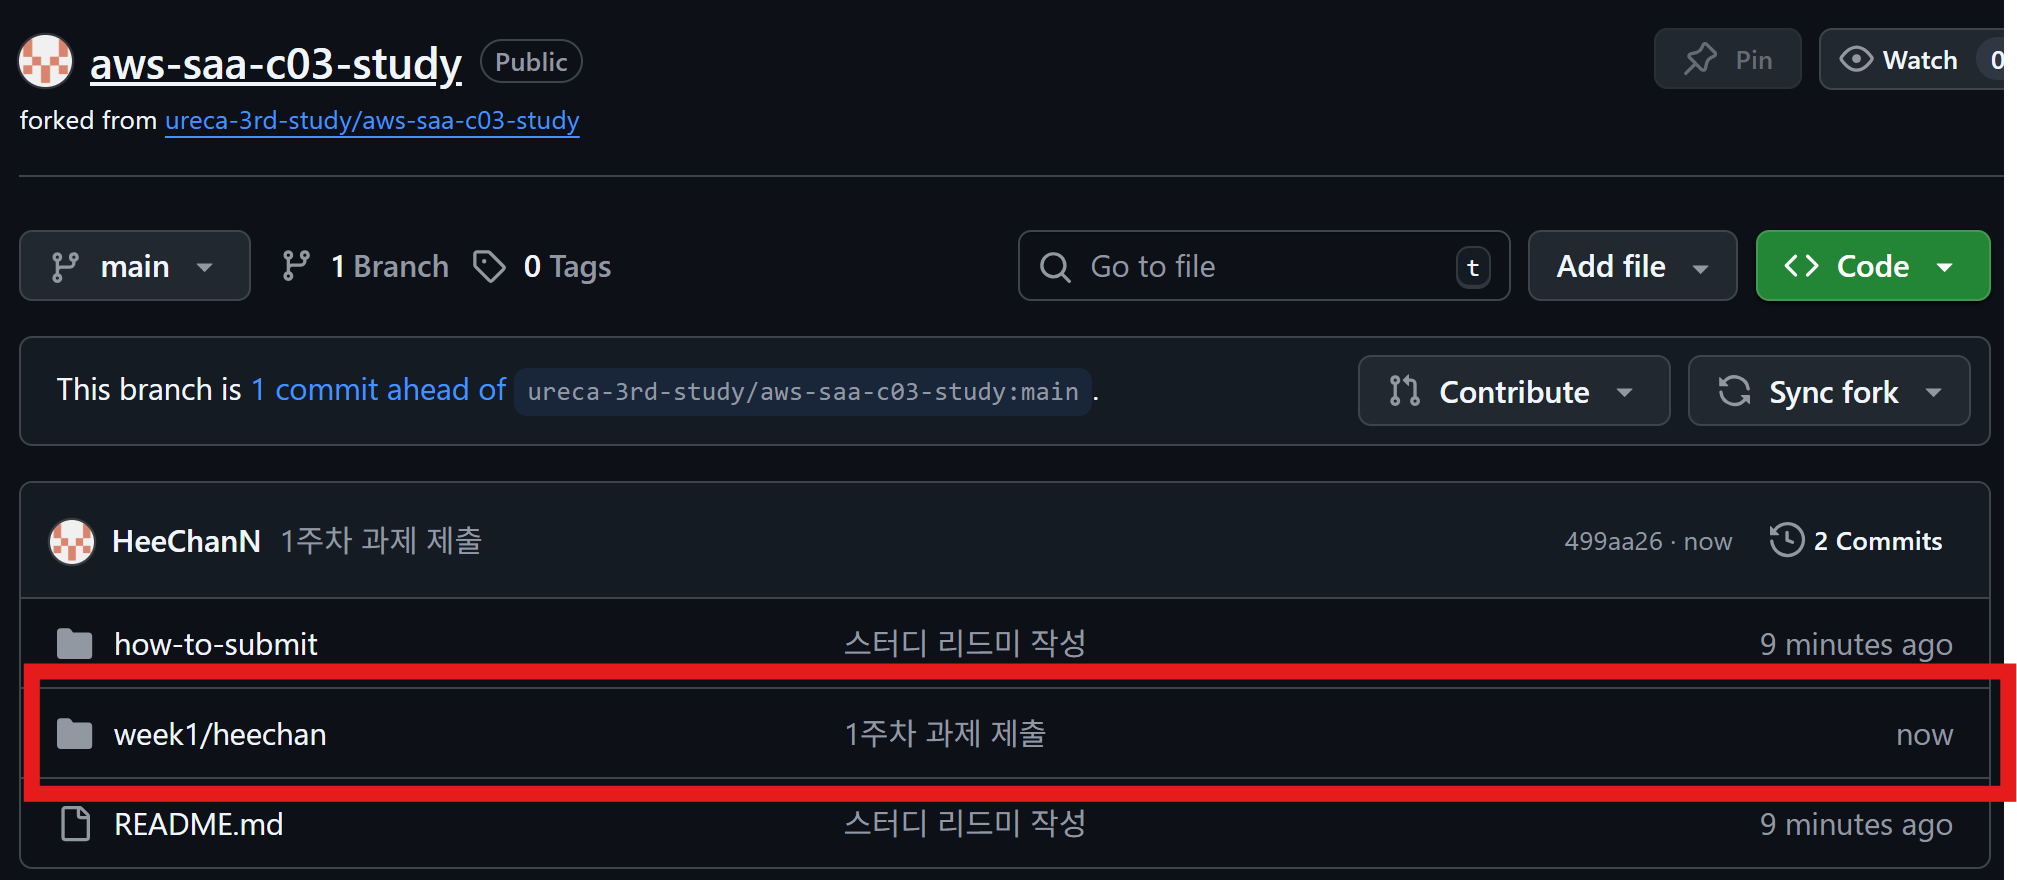 aws-saa-c03-study Public Pin Watch 0
forked from ureca-3rd-study/aws-saa-c03-study
main 1 Branch 0 Tags Go to file t Add file Code
This branch is 1 commit ahead of ureca-3rd-study/aws-saa-c03-study:main. Contribute Sync fork
HeeChanN 1주차 과제 제출 499aa26 · now 2 Commits
how-to-submit 스터디 리드미 작성 9 minutes ago
week1/heechan 1주차 과제 제출 now
README.md 스터디 리드미 작성 9 minutes ago